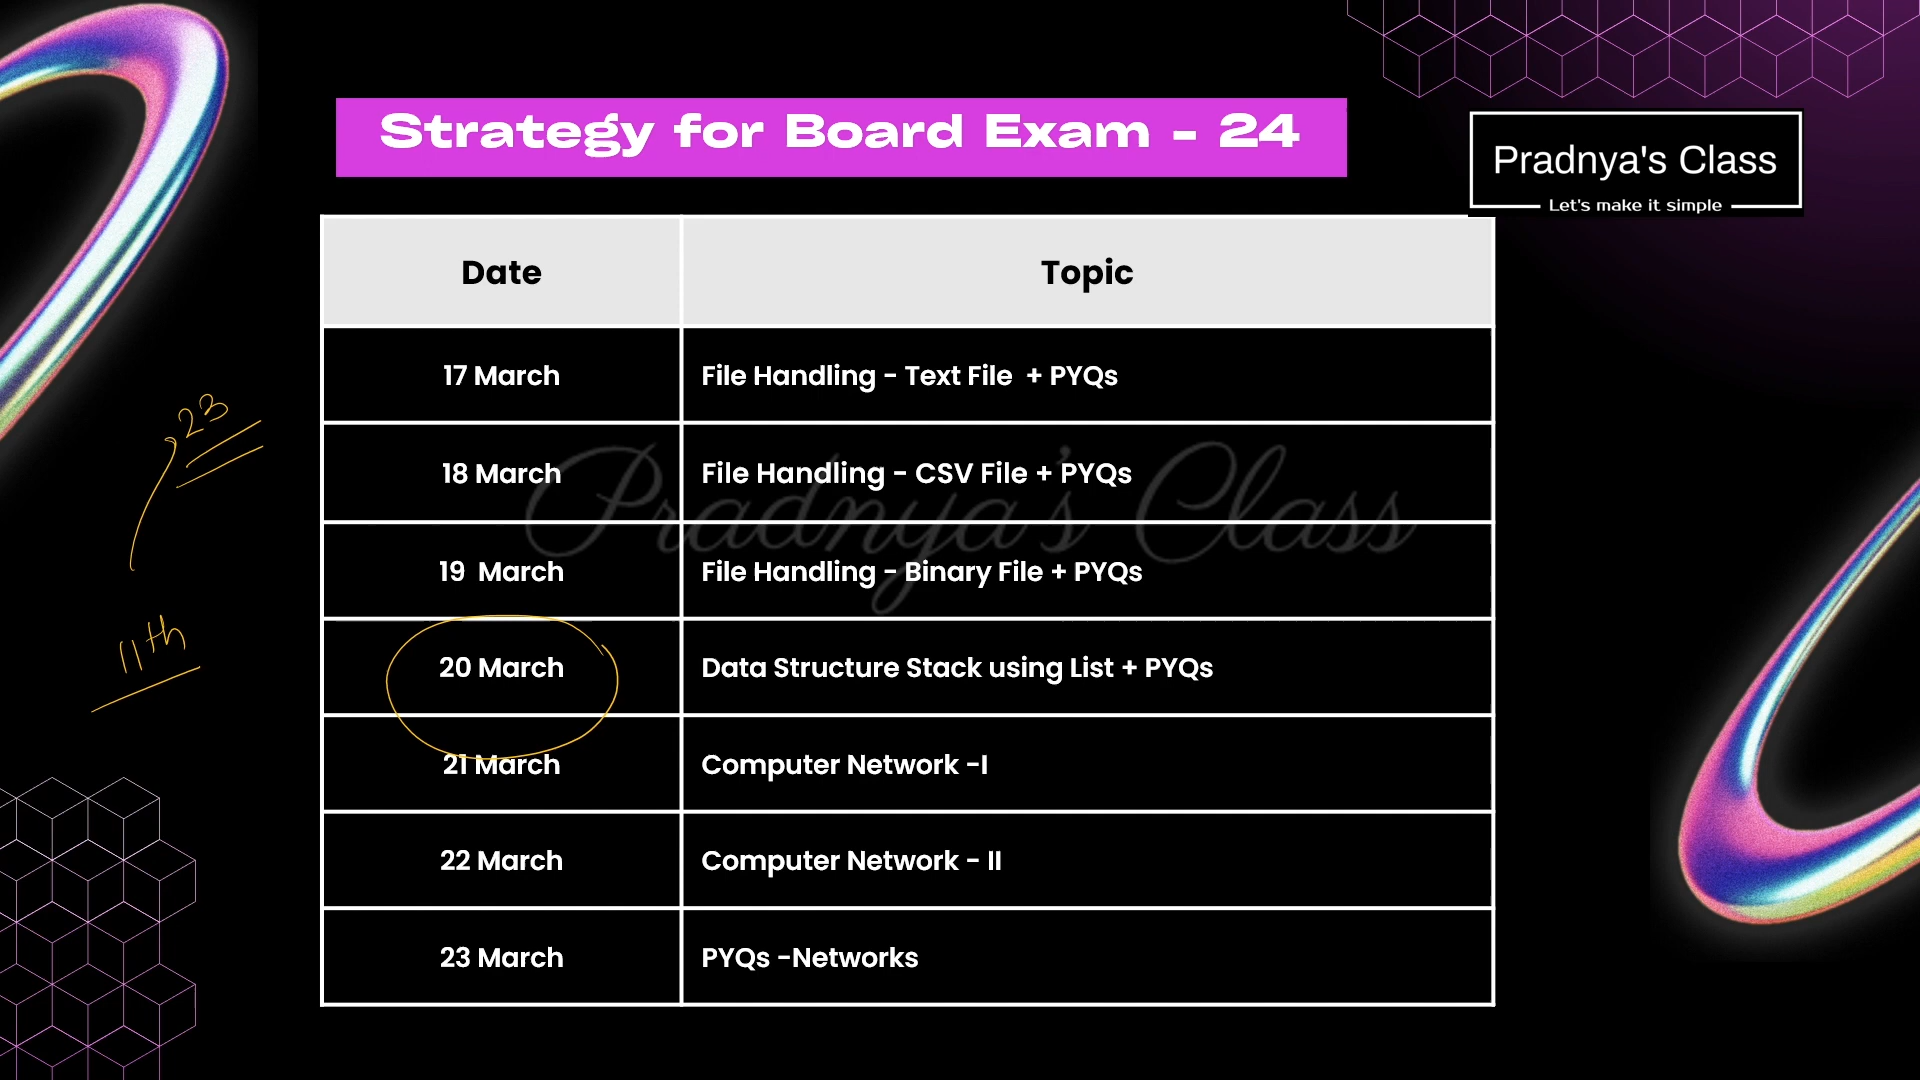 Strategy for Board Exam - 24
Pradnya's Class
Let's make it simple
Date Topic
17 March File Handling - Text File + PYQs
18 March File Handling - CSV File + PYQs
19 March File Handling - Binary File + PYQs
20 March Data Structure Stack using List + PYQs
21 March Computer Network -I
22 March Computer Network - II
23 March PYQs -Networks
23
11th
Pradnya's Class